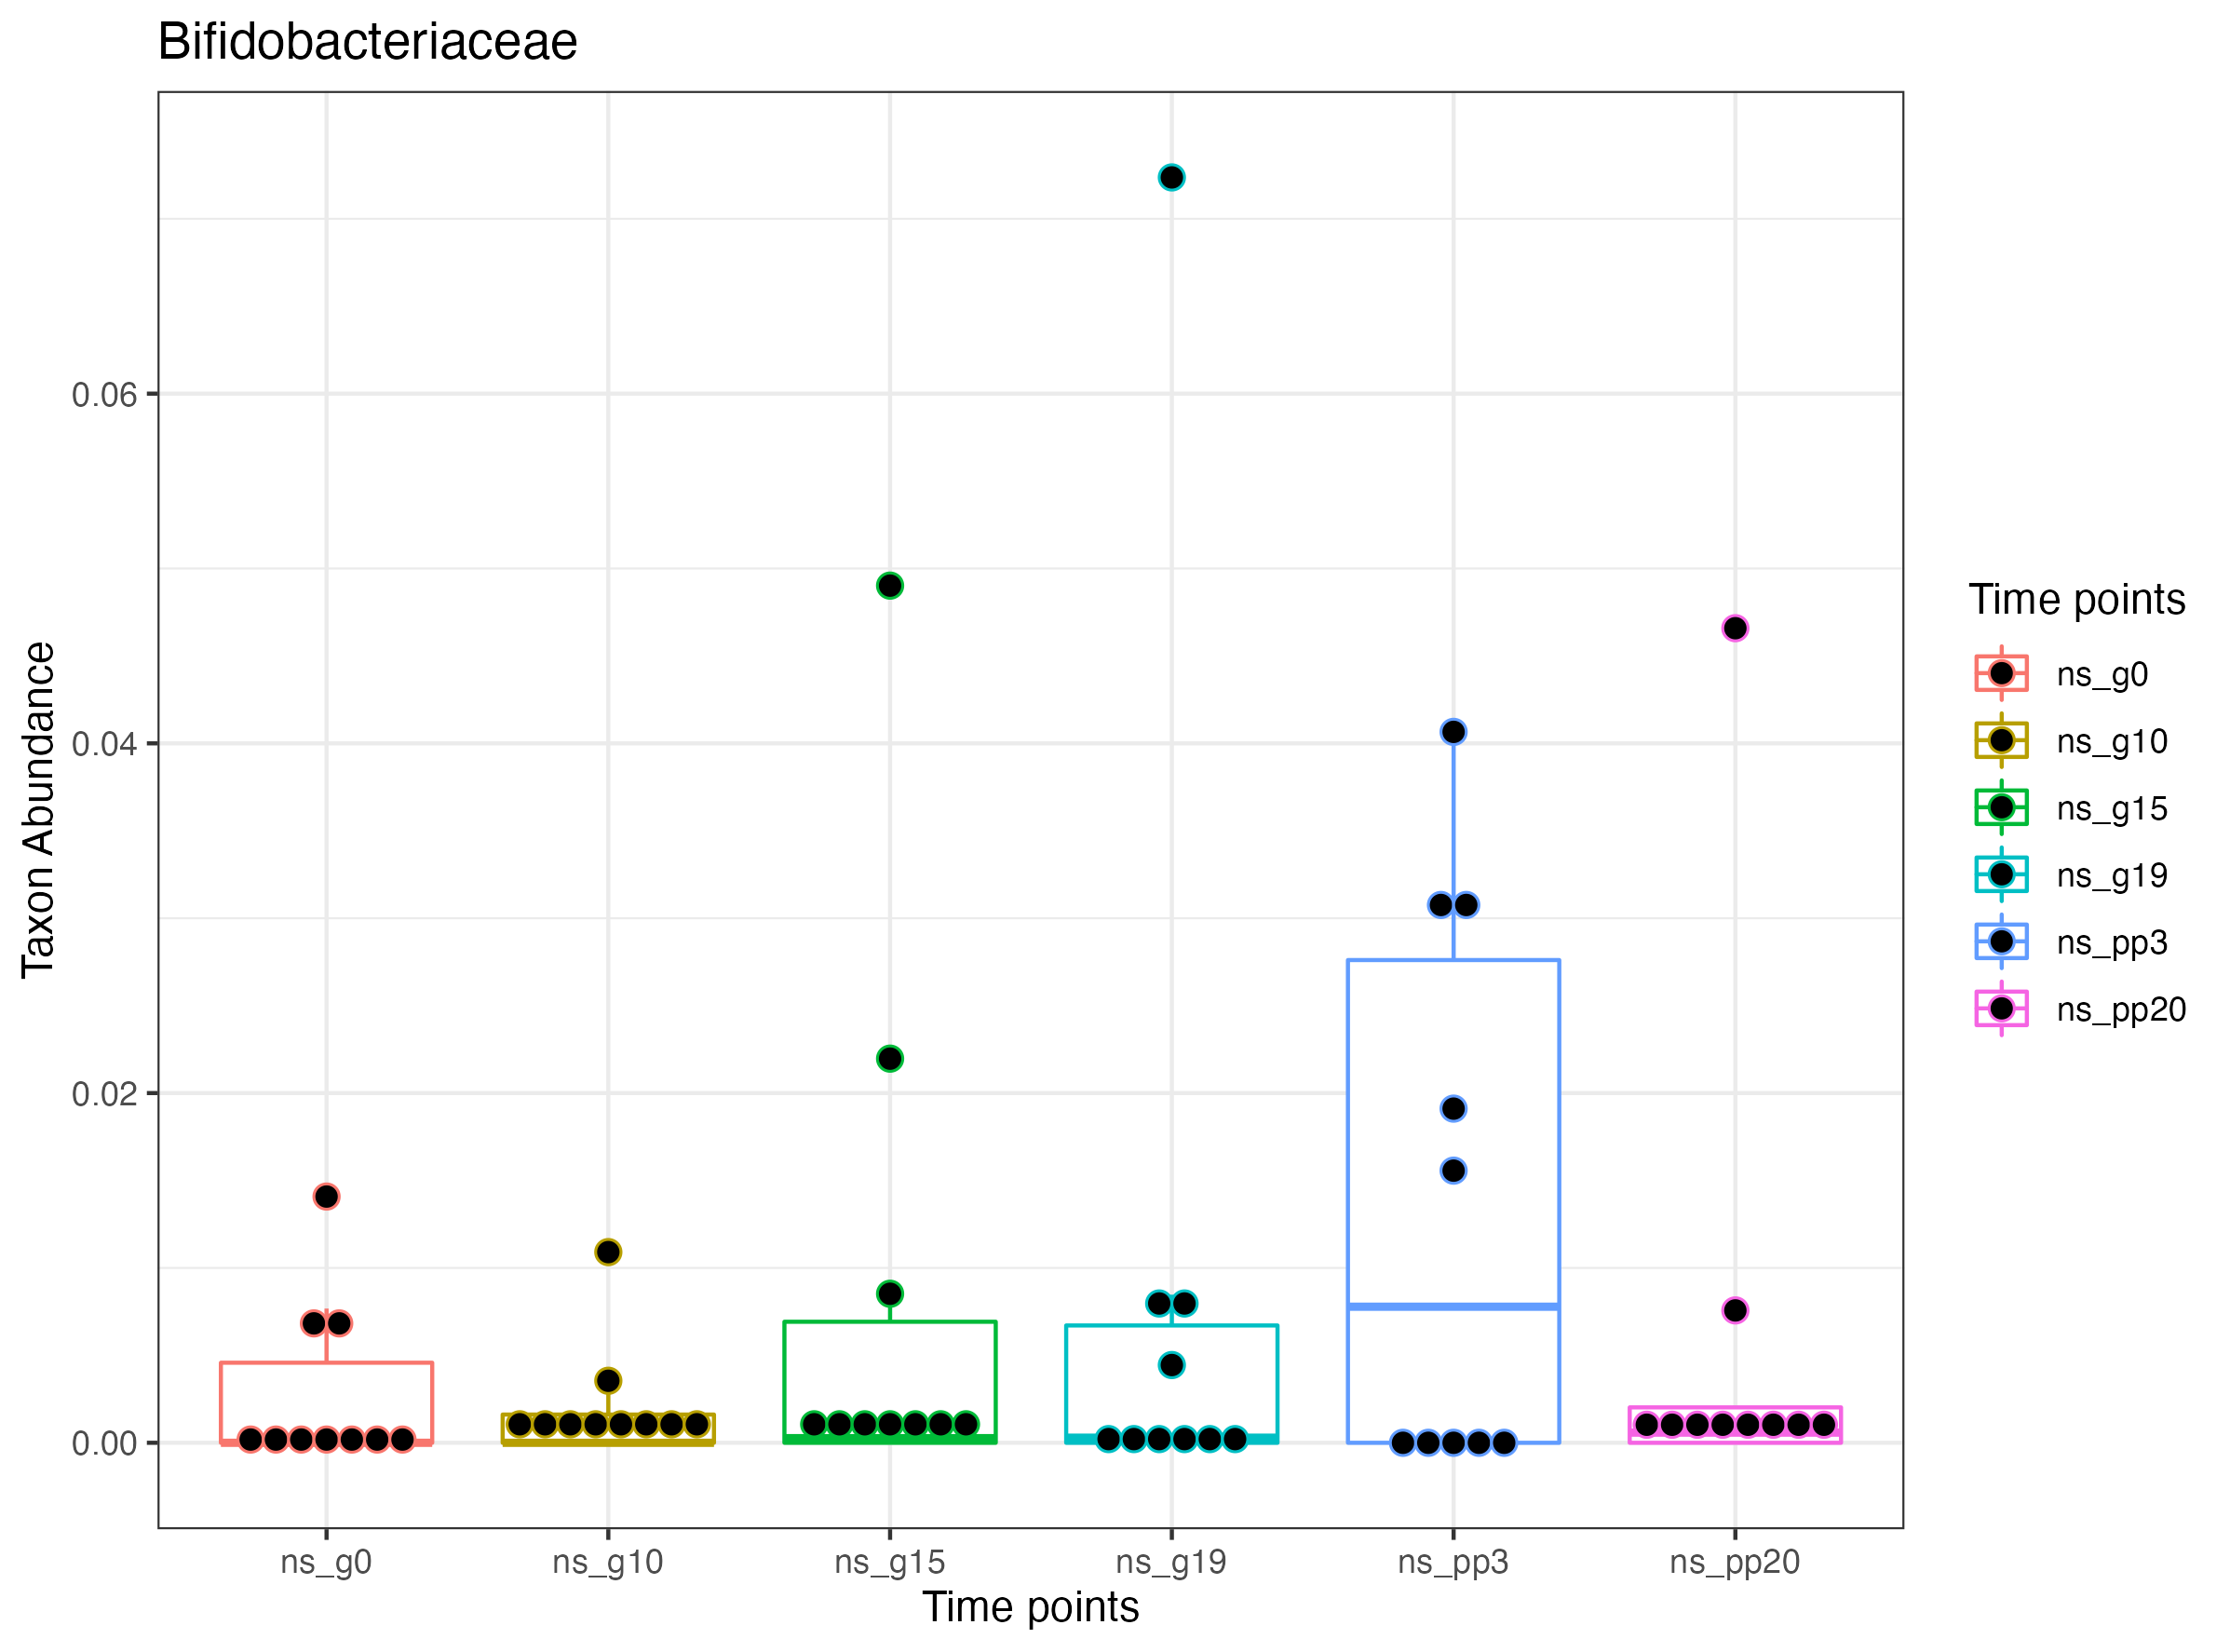 Bifidobacteriaceae
Taxon Abundance
0.06
0.04
0.02
0.00
ns_g0
ns_g10
ns_g15
ns_g19
ns_pp3
ns_pp20
Time points
Time points
ns_g0
ns_g10
ns_g15
ns_g19
ns_pp3
ns_pp20